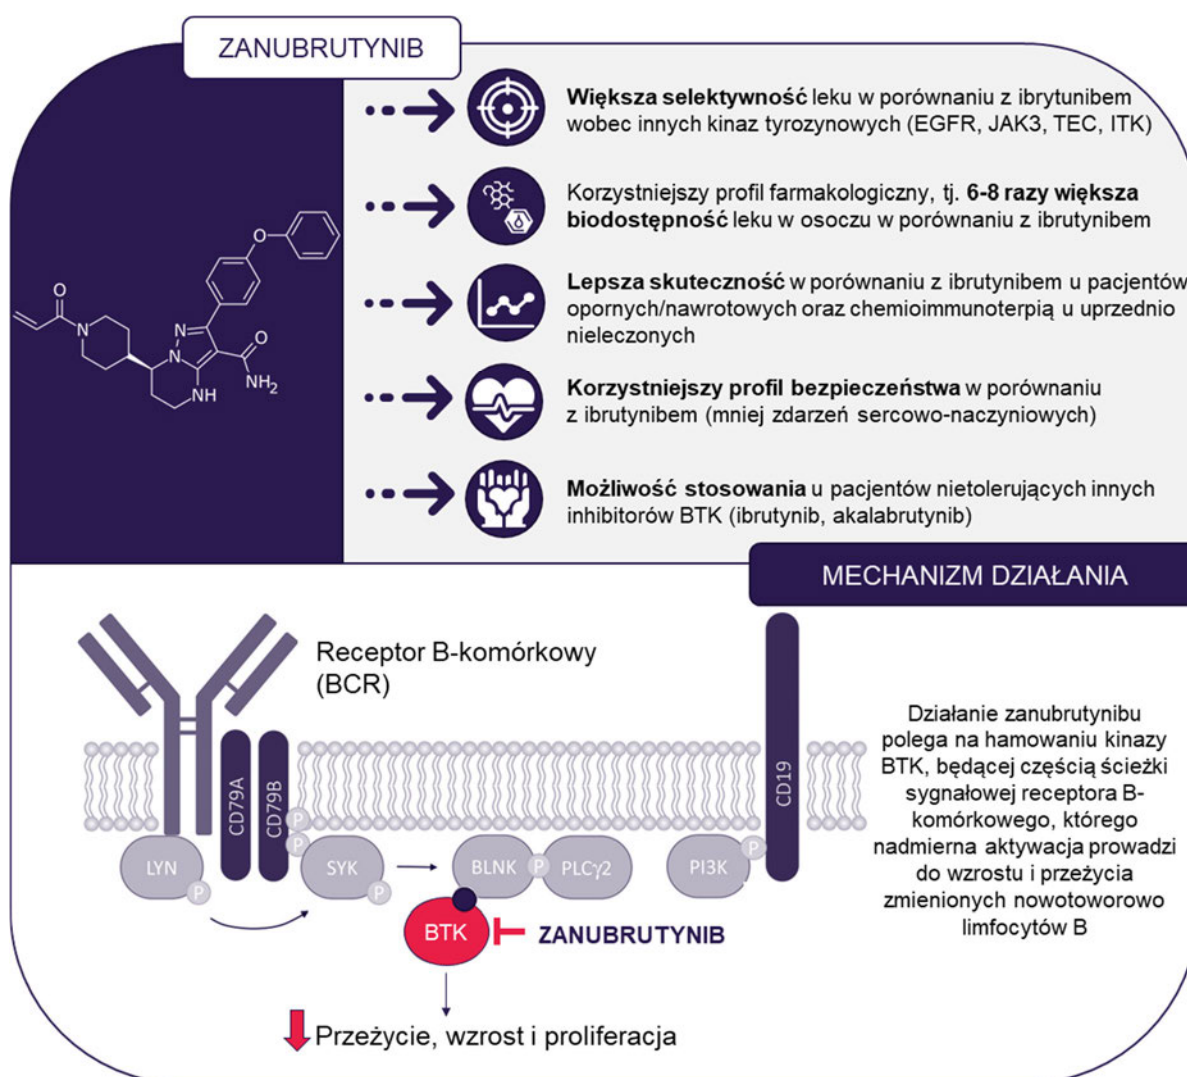 ZANUBRUTYNIB
Większa selektywność leku w porównaniu z ibrytunibem
wobec innych kinaz tyrozynowych (EGFR, JAK3, TEC, ITK)
Korzystniejszy profil farmakologiczny, tj. 6-8 razy większa
biodostępność leku w osoczu w porównaniu z ibrutynibem
Lepsza skuteczność w porównaniu z ibrutynibem u pacjentów
opornych/nawrotowych oraz chemioimmunoterpią u uprzednio
nieleczonych
Korzystniejszy profil bezpieczeństwa w porównaniu
z ibrutynibem (mniej zdarzeń sercowo-naczyniowych)
Możliwość stosowania u pacjentów nietolerujących innych
inhibitorów BTK (ibrutynib, akalabrutynib)
O
O
N
N
N
O
NH2
NH
MECHANIZM DZIAŁANIA
Receptor B-komórkowy
(BCR)
CD79A
CD79B
CD19
P
P
LYN
P
SYK
P
BLNK
P
PLCγ2
PI3K
P
BTK
ZANUBRUTYNIB
Przeżycie, wzrost i proliferacja
Działanie zanubrutynibu
polega na hamowaniu kinazy
BTK, będącej częścią ścieżki
sygnałowej receptora B-
komórkowego, którego
nadmierna aktywacja prowadzi
do wzrostu i przeżycia
zmienionych nowotoworowo
limfocytów B